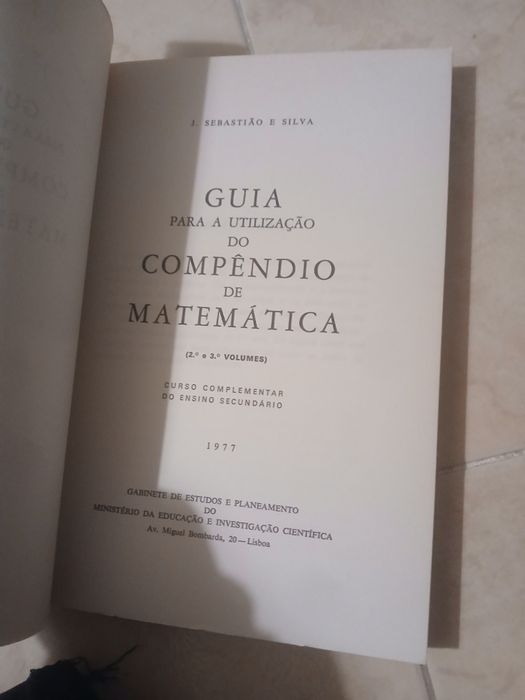 J. SEBASTIÃO E SILVA
GUIA
PARA A UTILIZAÇÃO
DO
COMPÊNDIO
DE
MATEMÁTICA
(2.º e 3.º VOLUMES)
CURSO COMPLEMENTAR
DO ENSINO SECUNDÁRIO
1977
GABINETE DE ESTUDOS E PLANEAMENTO
DO
MINISTÉRIO DA EDUCAÇÃO E INVESTIGAÇÃO CIENTÍFICA
Av. Miguel Bombarda, 20 — Lisboa